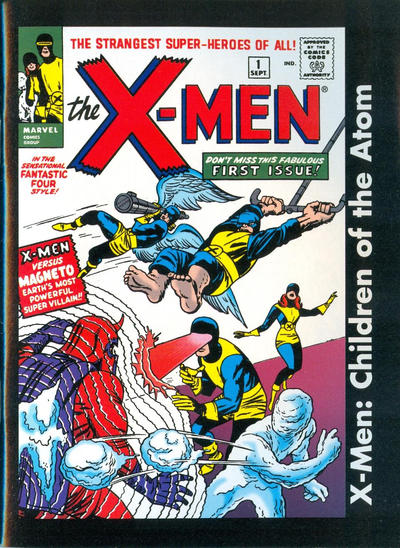 THE STRANGEST SUPER-HEROES OF ALL!
APPROVED
BY THE
COMICS
CODE
AUTHORITY
1
SEPT.
IND.
the X-MEN®
MARVEL
COMICS
GROUP
IN THE
SENSATIONAL
FANTASTIC
FOUR
STYLE!
DON'T MISS THIS FABULOUS
FIRST ISSUE!
X-MEN
VERSUS
MAGNETO
EARTH'S MOST
POWERFUL
SUPER VILLAIN!!
X-Men: Children of the Atom